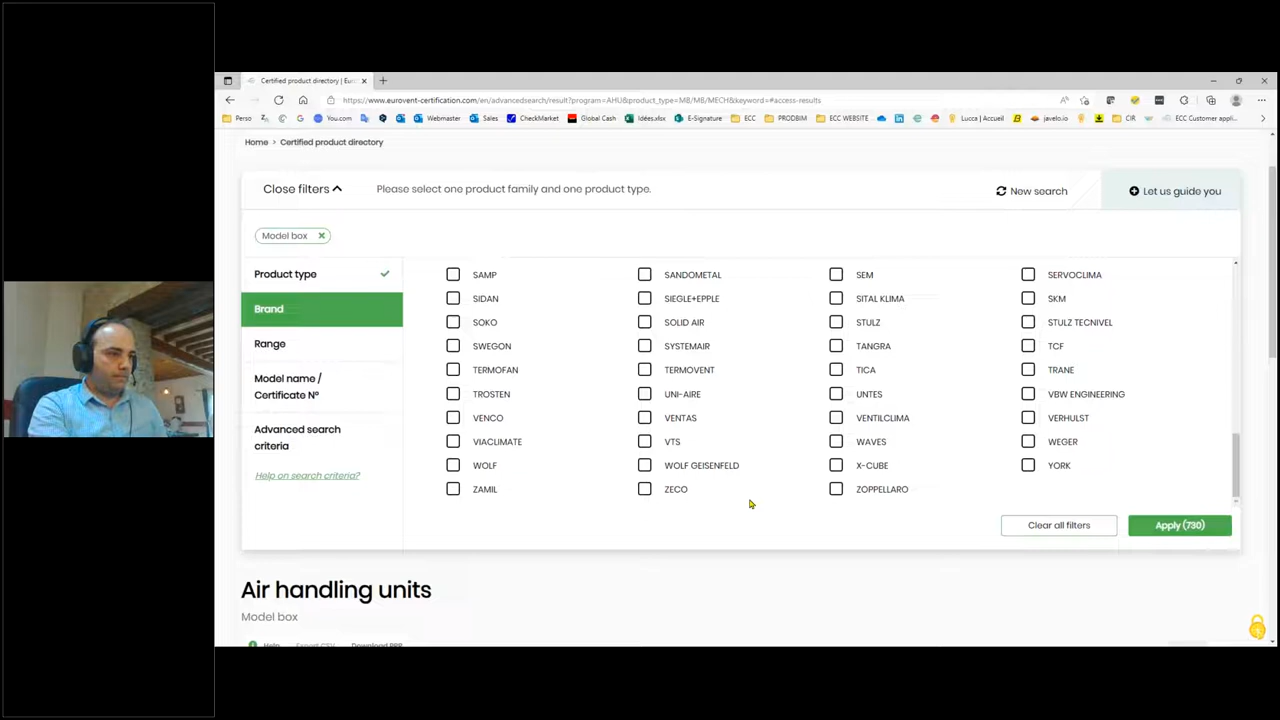 Certified product directory | Eur
https://www.eurovent-certification.com/en/advancedsearch/result?program=AHU&product_type=MB/MB/MECH&keyword=#access-results
Perso You.com Webmaster Sales CheckMarket Global Cash Idées.xlsx E-Signature ECC PRODBIM ECC WEBSITE Lucca | Accueil javelo.io CIR ECC Customer appli...
Home > Certified product directory
Close filters Please select one product family and one product type. New search Let us guide you
Model box
Product type
Brand
Range
Model name /
Certificate N°
Advanced search
criteria
Help on search criteria?
SAMP SANDOMETAL SEM SERVOCLIMA
SIDAN SIEGLE+EPPLE SITAL KLIMA SKM
SOKO SOLID AIR STULZ STULZ TECNIVEL
SWEGON SYSTEMAIR TANGRA TCF
TERMOFAN TERMOVENT TICA TRANE
TROSTEN UNI-AIRE UNTES VBW ENGINEERING
VENCO VENTAS VENTILCLIMA VERHULST
VIACLIMATE VTS WAVES WEGER
WOLF WOLF GEISENFELD X-CUBE YORK
ZAMIL ZECO ZOPPELLARO
Clear all filters Apply (730)
Air handling units
Model box
Help Export CSV Download PPP